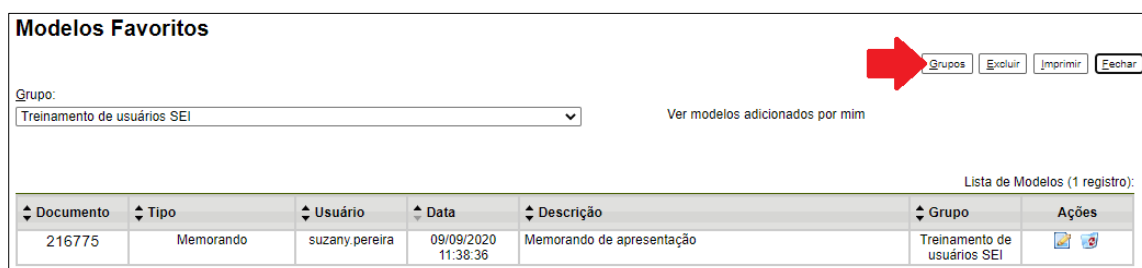 Modelos Favoritos
Grupos Excluir Imprimir Fechar
Grupo:
Treinamento de usuários SEI
Ver modelos adicionados por mim
Lista de Modelos (1 registro):
Documento Tipo Usuário Data Descrição Grupo Ações
216775 Memorando suzany.pereira 09/09/2020 Memorando de apresentação Treinamento de
11:38:36 usuários SEI